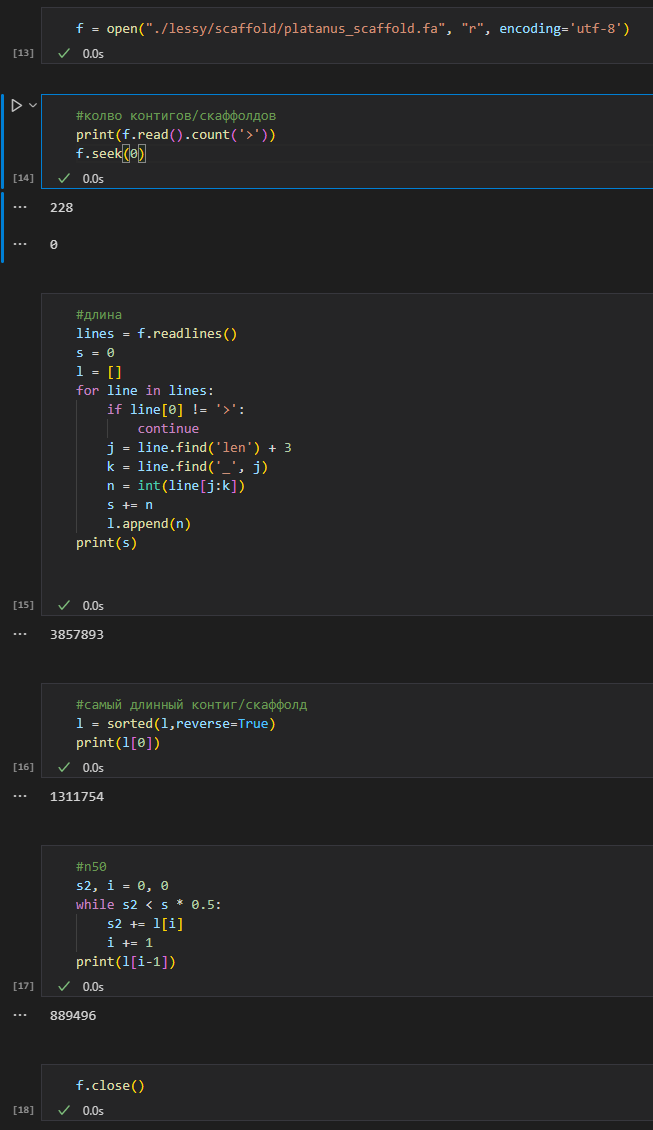 f = open("./lessy/scaffold/platanus_scaffold.fa", "r", encoding='utf-8')
[13] 0.0s
#колво контигов/скаффолдов
print(f.read().count('>'))
f.seek(0)
[14] 0.0s
... 228
... 0
#длина
lines = f.readlines()
s = 0
l = []
for line in lines:
    if line[0] != '>':
        continue
    j = line.find('len') + 3
    k = line.find('_', j)
    n = int(line[j:k])
    s += n
    l.append(n)
print(s)
[15] 0.0s
... 3857893
#самый длинный контиг/скаффолд
l = sorted(l,reverse=True)
print(l[0])
[16] 0.0s
... 1311754
#n50
s2, i = 0, 0
while s2 < s * 0.5:
    s2 += l[i]
    i += 1
print(l[i-1])
[17] 0.0s
... 889496
f.close()
[18] 0.0s